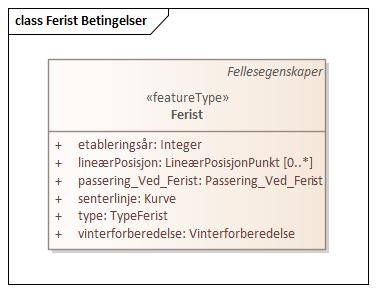 class Ferist Betingelser
Fellesegenskaper
«featureType»
Ferist
+ etableringsår: Integer
+ lineærPosisjon: LineærPosisjonPunkt [0..*]
+ passering_Ved_Ferist: Passering_Ved_Ferist
+ senterlinje: Kurve
+ type: TypeFerist
+ vinterforberedelse: Vinterforberedelse